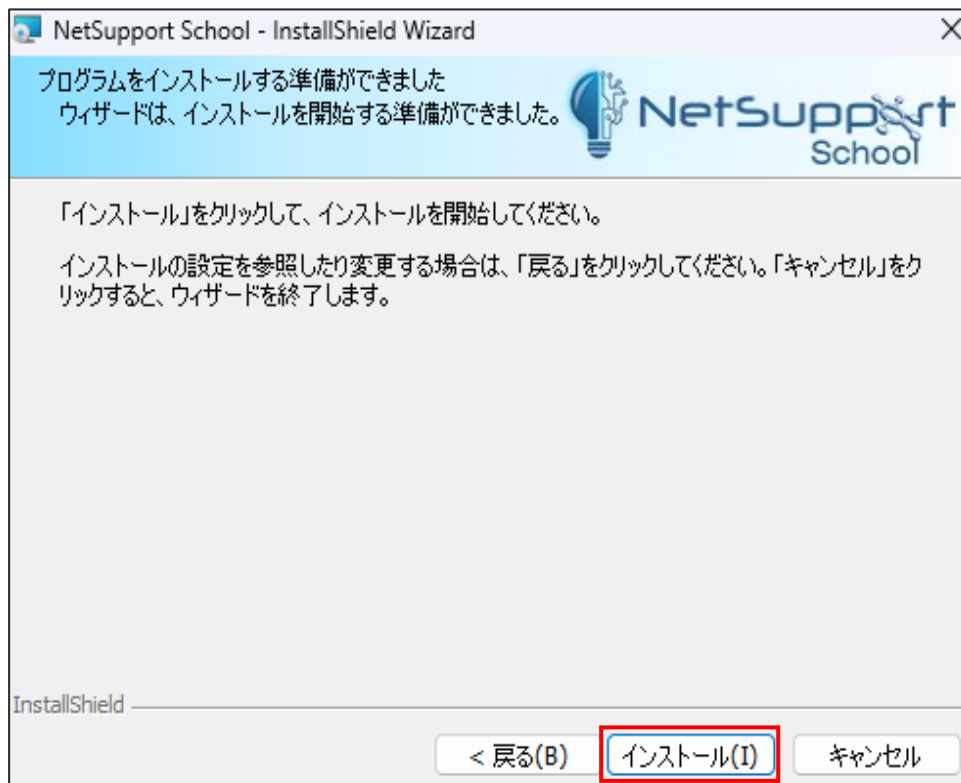 NetSupport School - InstallShield Wizard
プログラムをインストールする準備ができました
ウィザードは、インストールを開始する準備ができました。
NetSupport
School
「インストール」をクリックして、インストールを開始してください。
インストールの設定を参照したり変更する場合は、「戻る」をクリックしてください。「キャンセル」をク
リックすると、ウィザードを終了します。
InstallShield
< 戻る(B)
インストール(I)
キャンセル